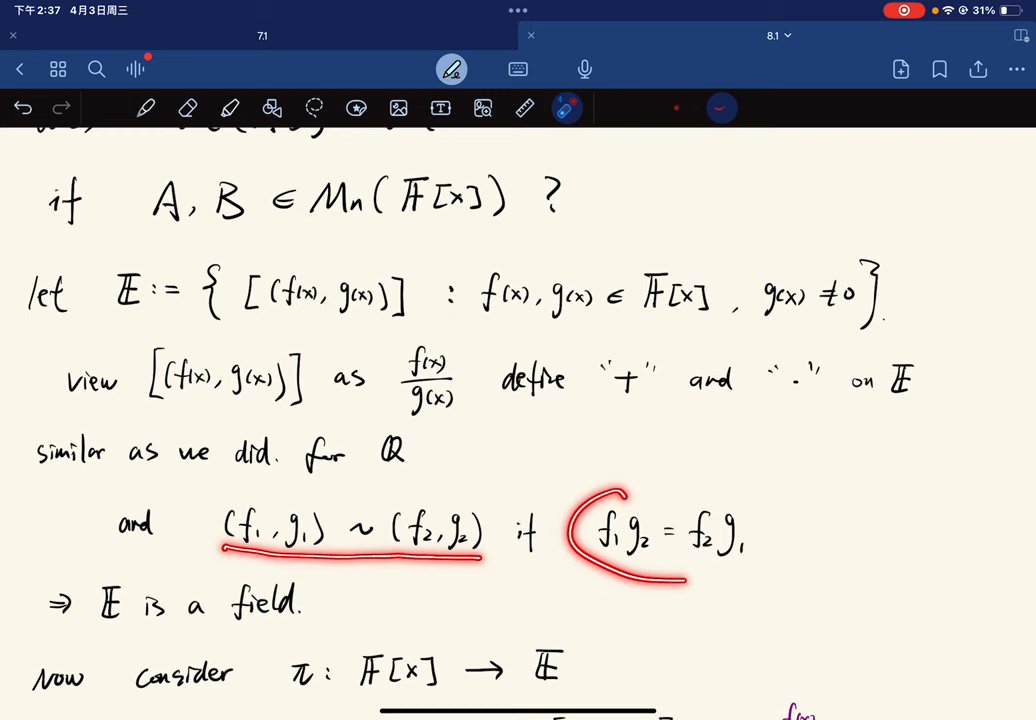 下午2:37 4月3日周三
31%
7.1
8.1
if A, B ∈ Mn(𝔽[x]) ?
let 𝔼 := { [(f(x), g(x))] : f(x), g(x) ∈ 𝔽[x], g(x) ≠ 0 }.
view [(f(x), g(x))] as f(x)/g(x) define "+" and "·" on 𝔼
similar as we did. for ℚ
and (f₁, g₁) ~ (f₂, g₂) if f₁g₂ = f₂g₁
⇒ 𝔼 is a field.
Now consider π: 𝔽[x] → 𝔼